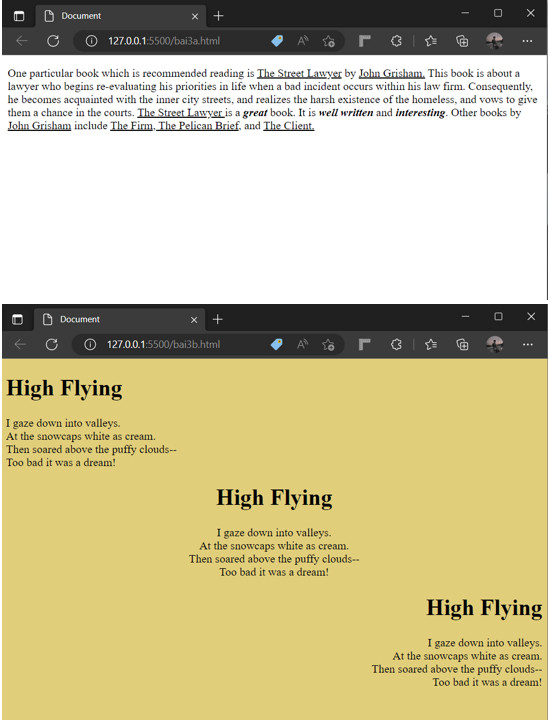 Document
127.0.0.1:5500/bai3a.html
One particular book which is recommended reading is The Street Lawyer by John Grisham. This book is about a
lawyer who begins re-evaluating his priorities in life when a bad incident occurs within his law firm. Consequently,
he becomes acquainted with the inner city streets, and realizes the harsh existence of the homeless, and vows to give
them a chance in the courts. The Street Lawyer is a great book. It is well written and interesting. Other books by
John Grisham include The Firm, The Pelican Brief, and The Client.
Document
127.0.0.1:5500/bai3b.html
High Flying
I gaze down into valleys.
At the snowcaps white as cream.
Then soared above the puffy clouds--
Too bad it was a dream!
High Flying
I gaze down into valleys.
At the snowcaps white as cream.
Then soared above the puffy clouds--
Too bad it was a dream!
High Flying
I gaze down into valleys.
At the snowcaps white as cream.
Then soared above the puffy clouds--
Too bad it was a dream!